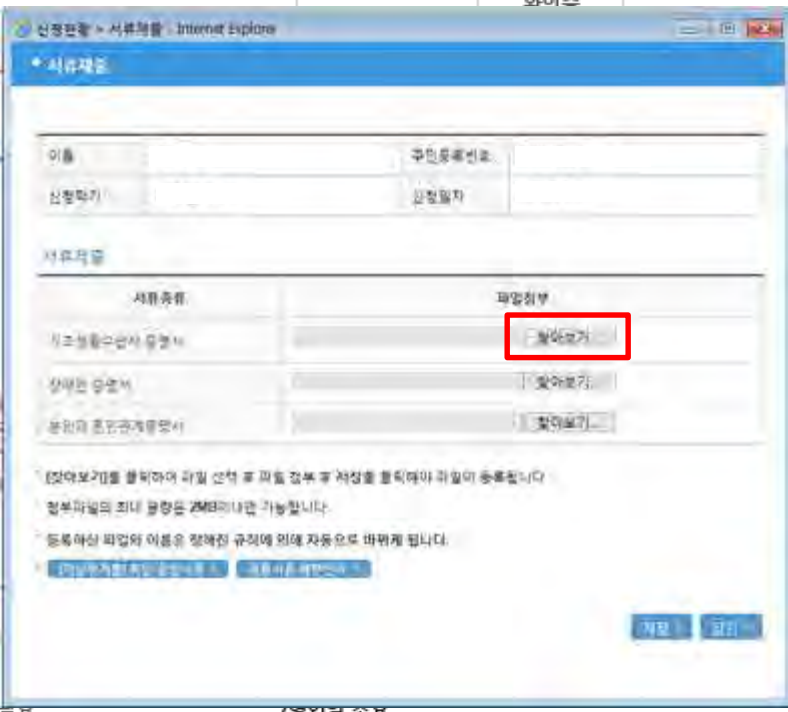 신청현황 > 서류제출 - Internet Explorer
서류제출
이름 주민등록번호
신청학기 신청일자
서류제출
서류종류 파일첨부
기초생활수급자 증명서 찾아보기...
장애인 증명서 찾아보기...
본인의 혼인관계증명서 찾아보기...
[찾아보기]를 클릭하여 파일 선택 후 파일 첨부 후 저장을 클릭해야 파일이 등록됩니다
첨부파일의 최대 용량은 2MB이내만 가능합니다.
등록하신 파일의 이름은 정해진 규칙에 의해 자동으로 바뀌게 됩니다.
저장 닫기